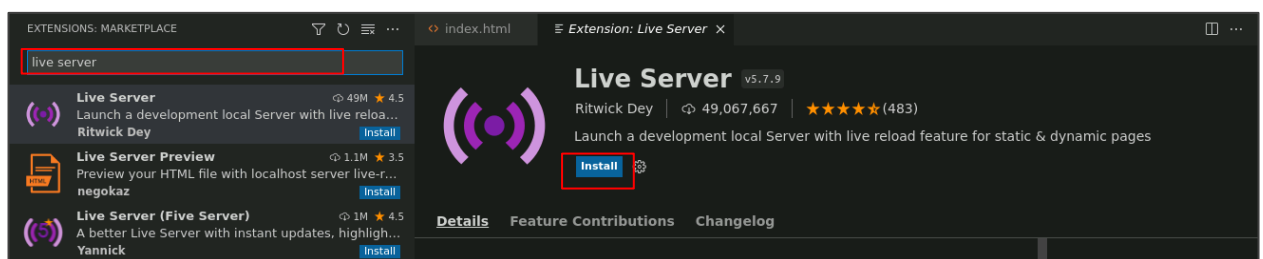 EXTENSIONS: MARKETPLACE
live server
Live Server 49M ★ 4.5
Launch a development local Server with live reloa...
Ritwick Dey Install
Live Server Preview 1.1M ★ 3.5
Preview your HTML file with localhost server live-r...
negokaz Install
Live Server (Five Server) 1M ★ 4.5
A better Live Server with instant updates, highligh...
Yannick Install
HTML
5
<> index.html
Extension: Live Server ×
Live Server v5.7.9
Ritwick Dey | 49,067,667 | ★★★★★(483)
Launch a development local Server with live reload feature for static & dynamic pages
Install
Details Feature Contributions Changelog